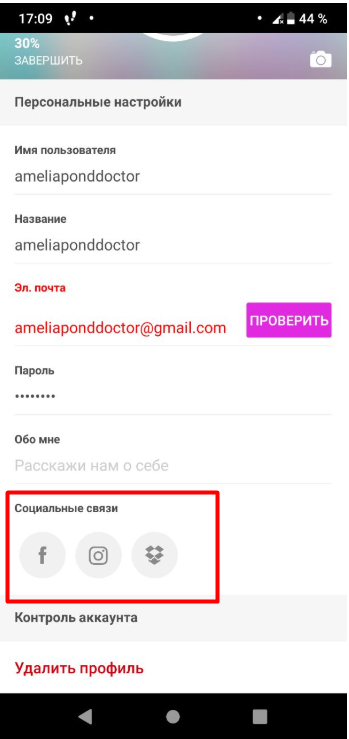 17:09
44 %
30%
ЗАВЕРШИТЬ
Персональные настройки
Имя пользователя
ameliaponddoctor
Название
ameliaponddoctor
Эл. почта
ameliaponddoctor@gmail.com
ПРОВЕРИТЬ
Пароль
••••••••
Обо мне
Расскажи нам о себе
Социальные связи
Контроль аккаунта
Удалить профиль